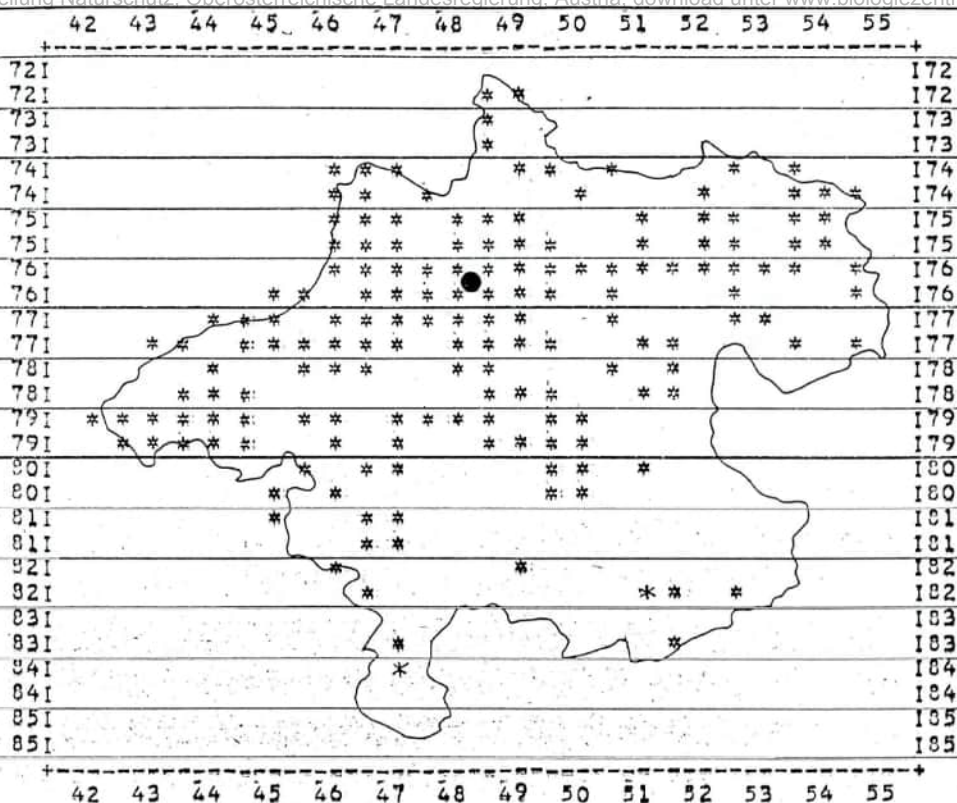 eilung Naturschutz, Oberösterreichische Landesregierung, Austria, download unter www.biologiezentr
42 43 44 45 46 47 48 49 50 51 52 53 54 55
72I I72
72I I72
73I I73
73I I73
74I I74
74I I74
75I I75
75I I75
76I I76
76I I76
77I I77
77I I77
78I I78
78I I78
79I I79
79I I79
80I I80
80I I80
81I I81
81I I81
82I I82
82I I82
83I I83
83I I83
84I I84
84I I84
85I I85
85I I85
42 43 44 45 46 47 48 49 50 51 52 53 54 55